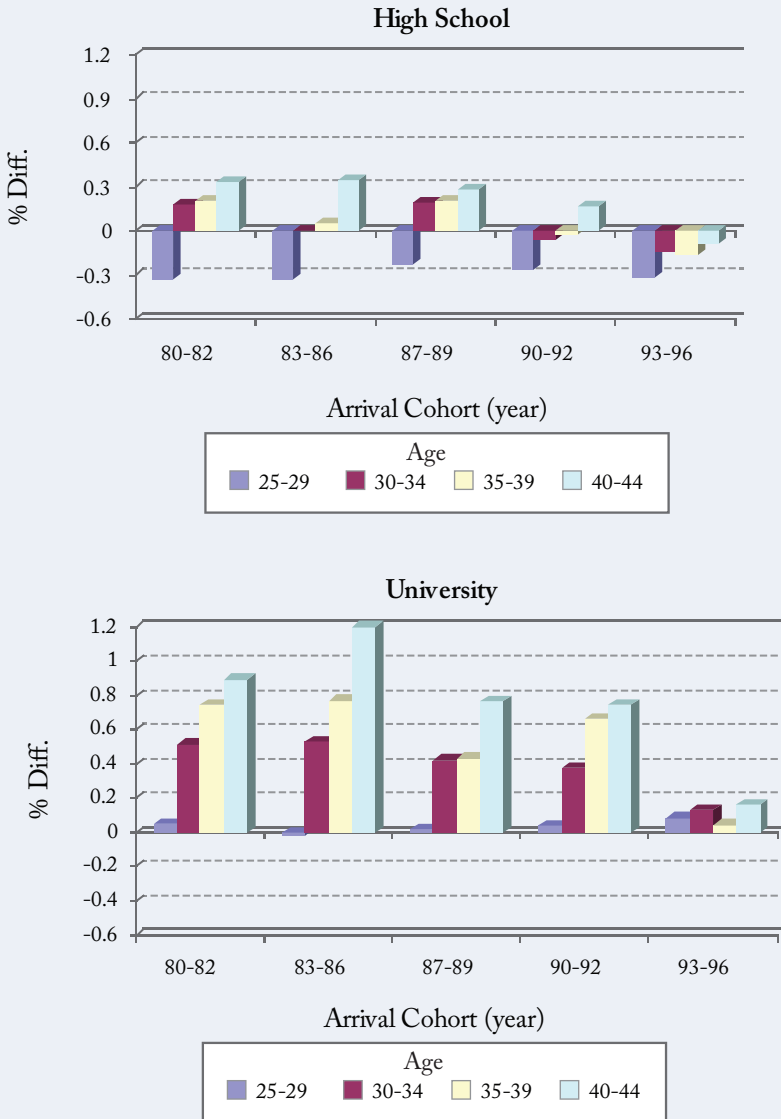 High School
1.2
0.9
0.6
0.3
0
-0.3
-0.6
% Diff.
80-82 83-86 87-89 90-92 93-96
Arrival Cohort (year)
Age
25-29 30-34 35-39 40-44
University
1.2
1
0.8
0.6
0.4
0.2
0
-0.2
-0.4
-0.6
% Diff.
80-82 83-86 87-89 90-92 93-96
Arrival Cohort (year)
Age
25-29 30-34 35-39 40-44